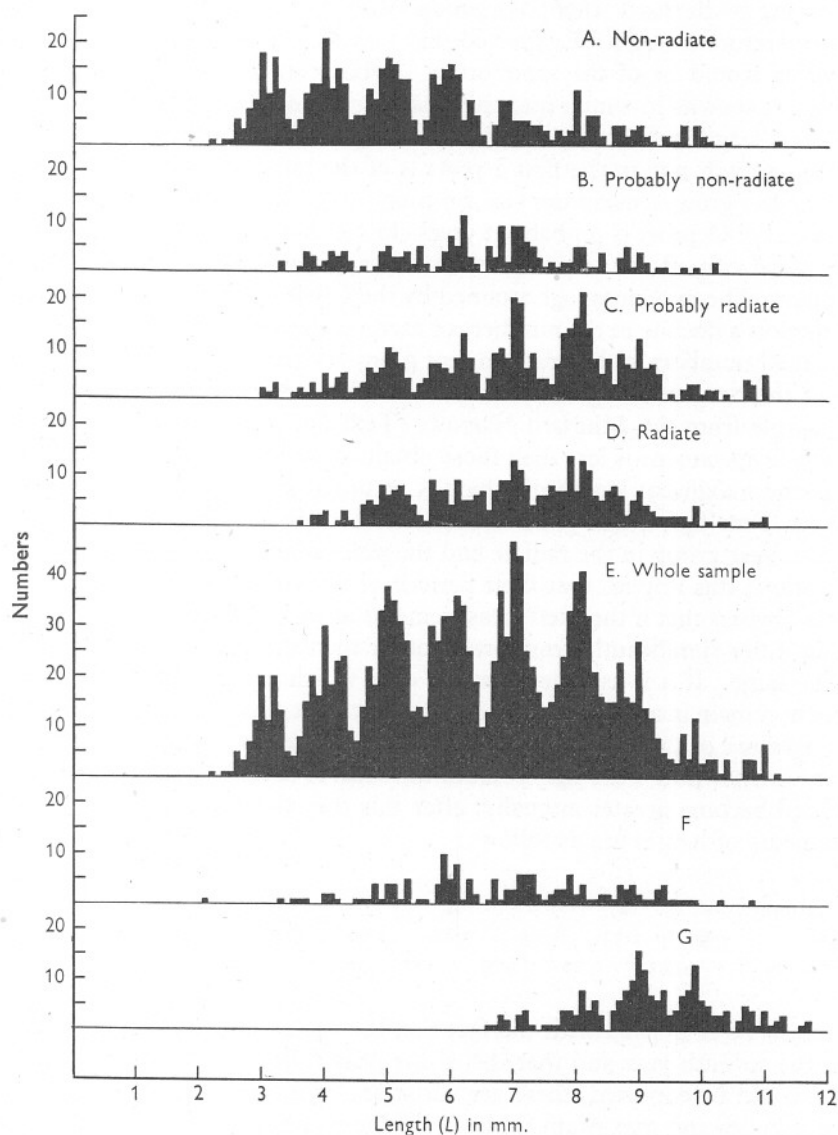 20
10
A. Non-radiate
20
10
B. Probably non-radiate
20
10
C. Probably radiate
20
10
D. Radiate
Numbers
40
30
20
10
E. Whole sample
F
20
10
G
1 2 3 4 5 6 7 8 9 10 11 12
Length (L) in mm.